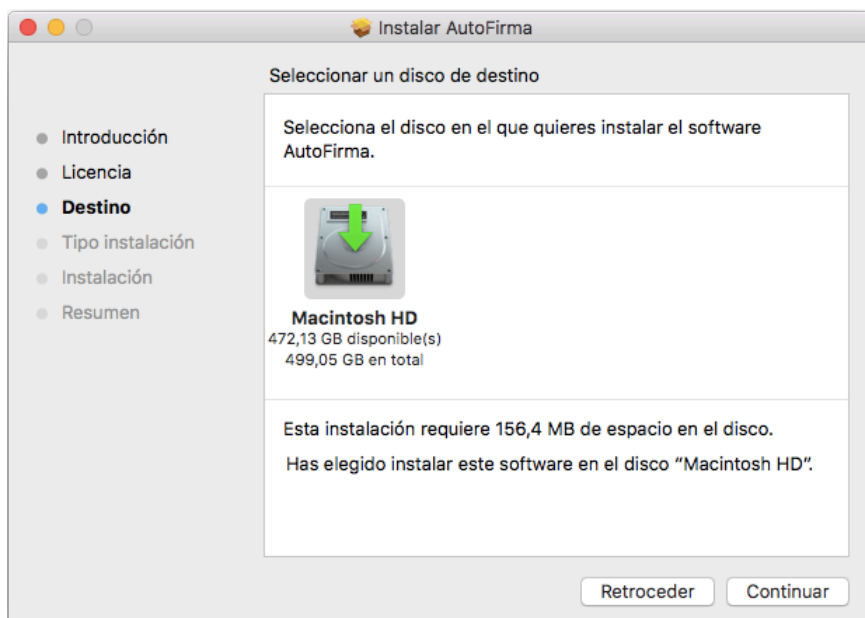 Instalar AutoFirma
Seleccionar un disco de destino
Introducción
Licencia
Destino
Tipo instalación
Instalación
Resumen
Selecciona el disco en el que quieres instalar el software
AutoFirma.
Macintosh HD
472,13 GB disponible(s)
499,05 GB en total
Esta instalación requiere 156,4 MB de espacio en el disco.
Has elegido instalar este software en el disco “Macintosh HD”.
Retroceder
Continuar